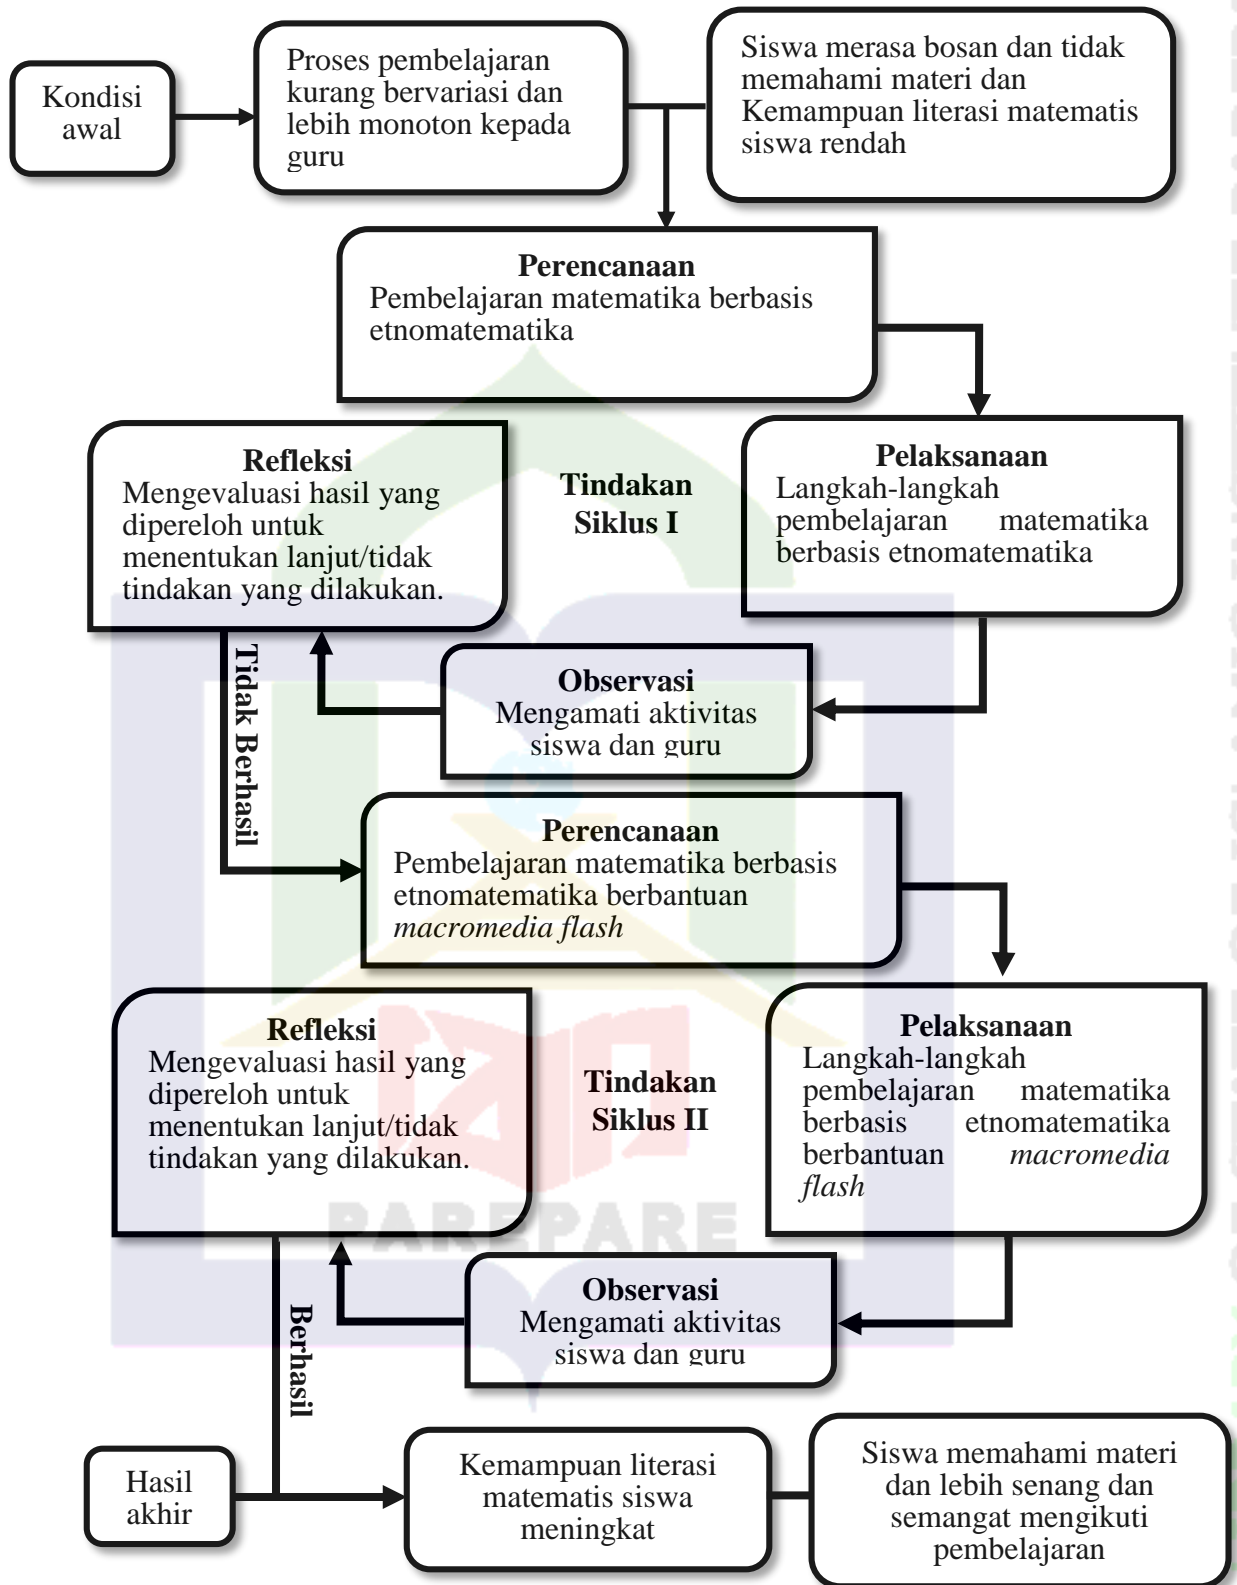 Kondisi
awal
Proses pembelajaran
kurang bervariasi dan
lebih monoton kepada
guru
Siswa merasa bosan dan tidak
memahami materi dan
Kemampuan literasi matematis
siswa rendah
Perencanaan
Pembelajaran matematika berbasis
etnomatematika
Refleksi
Mengevaluasi hasil yang
dipereloh untuk
menentukan lanjut/tidak
tindakan yang dilakukan.
Tindakan
Siklus I
Pelaksanaan
Langkah-langkah
pembelajaran matematika
berbasis etnomatematika
Tidak Berhasil
Observasi
Mengamati aktivitas
siswa dan guru
Perencanaan
Pembelajaran matematika berbasis
etnomatematika berbantuan
macromedia flash
Refleksi
Mengevaluasi hasil yang
dipereloh untuk
menentukan lanjut/tidak
tindakan yang dilakukan.
Tindakan
Siklus II
Pelaksanaan
Langkah-langkah
pembelajaran matematika
berbasis etnomatematika
berbantuan macromedia
flash
PAREPARE
Berhasil
Observasi
Mengamati aktivitas
siswa dan guru
Hasil
akhir
Kemampuan literasi
matematis siswa
meningkat
Siswa memahami materi
dan lebih senang dan
semangat mengikuti
pembelajaran